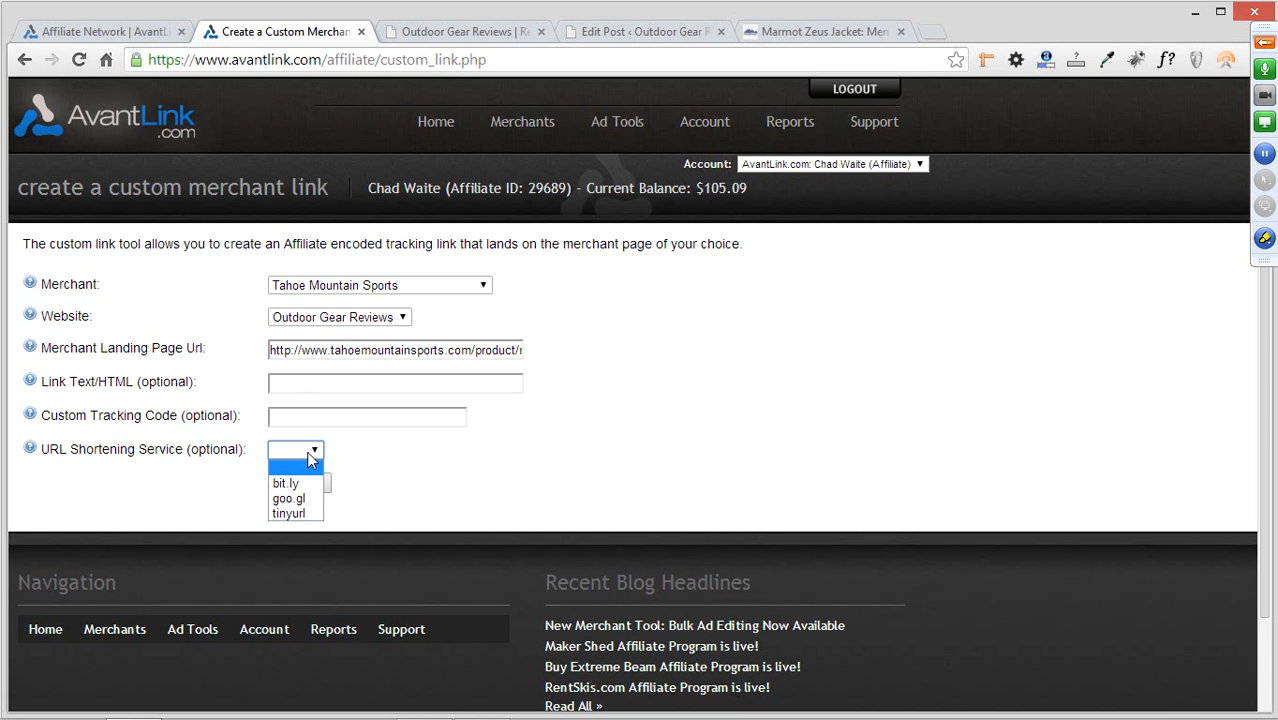 Affiliate Network | AvantL
Create a Custom Merchan
Outdoor Gear Reviews | Re
Edit Post ‹ Outdoor Gear R
Marmot Zeus Jacket: Men
https://www.avantlink.com/affiliate/custom_link.php
f?
LOGOUT
AvantLink.com
Home Merchants Ad Tools Account Reports Support
Account: AvantLink.com: Chad Waite (Affiliate)
create a custom merchant link
Chad Waite (Affiliate ID: 29689) - Current Balance: $105.09
The custom link tool allows you to create an Affiliate encoded tracking link that lands on the merchant page of your choice.
Merchant: Tahoe Mountain Sports
Website: Outdoor Gear Reviews
Merchant Landing Page Url: http://www.tahoemountainsports.com/product/
Link Text/HTML (optional):
Custom Tracking Code (optional):
URL Shortening Service (optional):
bit.ly
goo.gl
tinyurl
Navigation
Home Merchants Ad Tools Account Reports Support
Recent Blog Headlines
New Merchant Tool: Bulk Ad Editing Now Available
Maker Shed Affiliate Program is live!
Buy Extreme Beam Affiliate Program is live!
RentSkis.com Affiliate Program is live!
Read All »